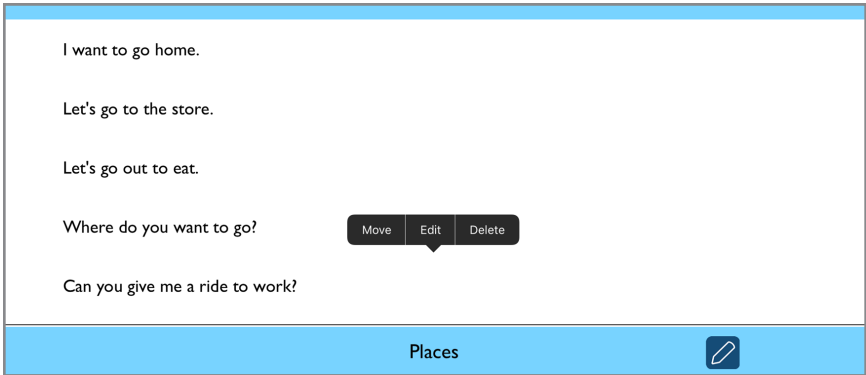 I want to go home.
Let's go to the store.
Let's go out to eat.
Where do you want to go?
Move Edit Delete
Can you give me a ride to work?
Places